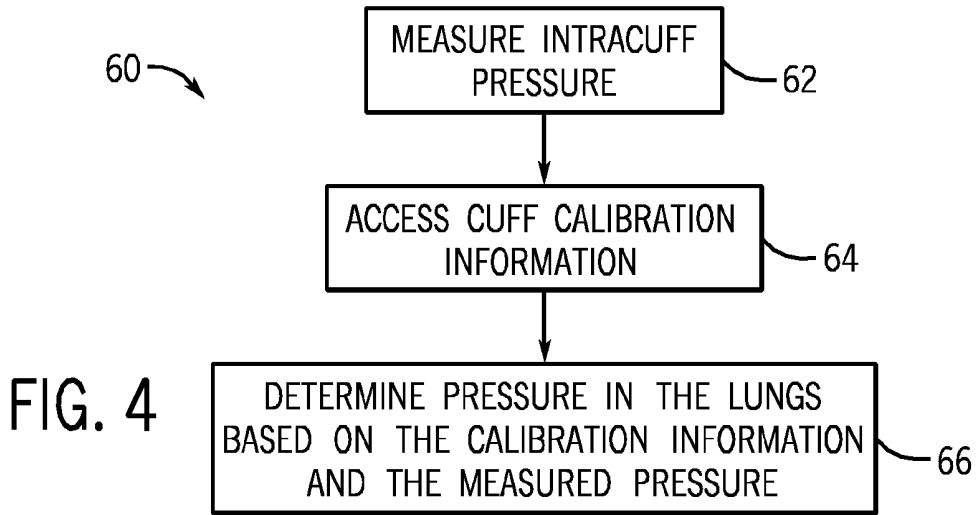 60
MEASURE INTRACUFF
PRESSURE
62
ACCESS CUFF CALIBRATION
INFORMATION
64
FIG. 4
DETERMINE PRESSURE IN THE LUNGS
BASED ON THE CALIBRATION INFORMATION
AND THE MEASURED PRESSURE
66